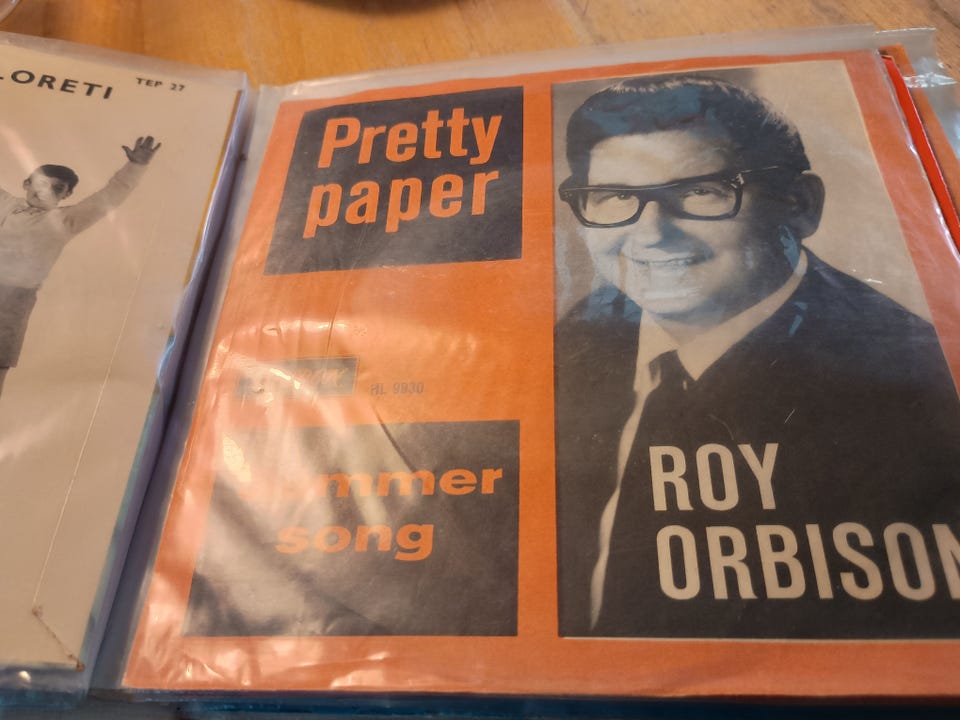 LORETI
TEP 27
Pretty
paper
HL 9930
song
ROY
ORBISON